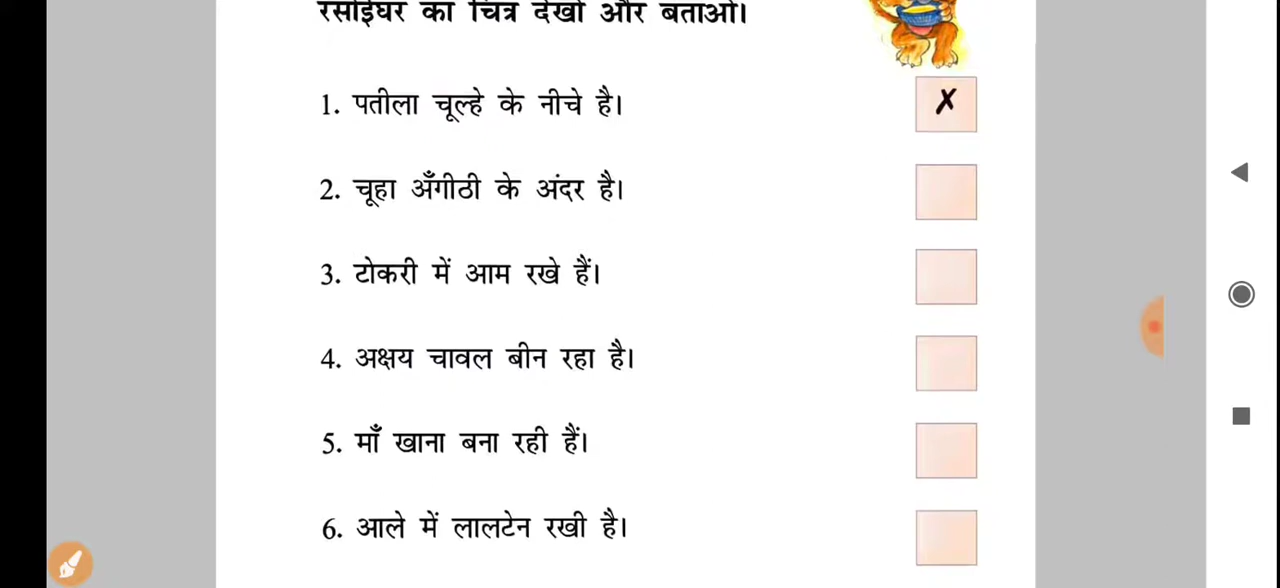 रसोईघर का चित्र देखो और बताओ।
1. पतीला चूल्हे के नीचे है। ✗
2. चूहा अँगीठी के अंदर है।
3. टोकरी में आम रखे हैं।
4. अक्षय चावल बीन रहा है।
5. माँ खाना बना रही हैं।
6. आले में लालटेन रखी है।